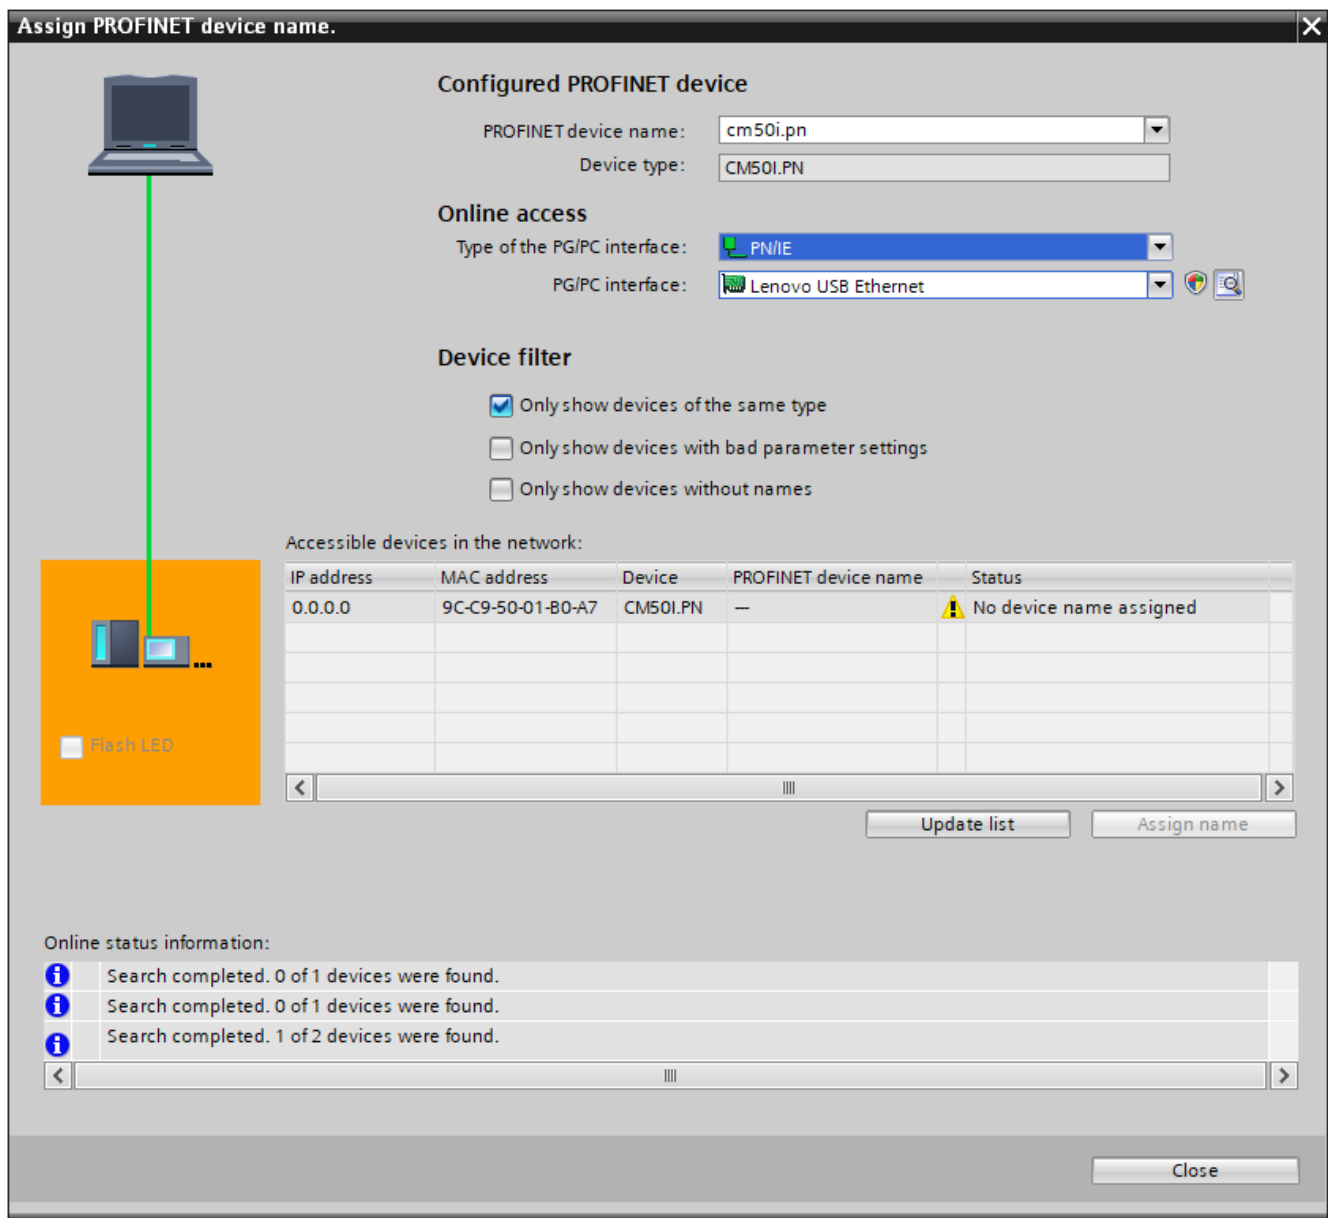 Assign PROFINET device name.
Configured PROFINET device
PROFINET device name: cm50i.pn
Device type: CM50I.PN
Online access
Type of the PG/PC interface: PN/IE
PG/PC interface: Lenovo USB Ethernet
Device filter
Only show devices of the same type
Only show devices with bad parameter settings
Only show devices without names
Accessible devices in the network:
IP address MAC address Device PROFINET device name Status
0.0.0.0 9C-C9-50-01-B0-A7 CM50I.PN — No device name assigned
Flash LED
Update list Assign name
Online status information:
Search completed. 0 of 1 devices were found.
Search completed. 0 of 1 devices were found.
Search completed. 1 of 2 devices were found.
Close